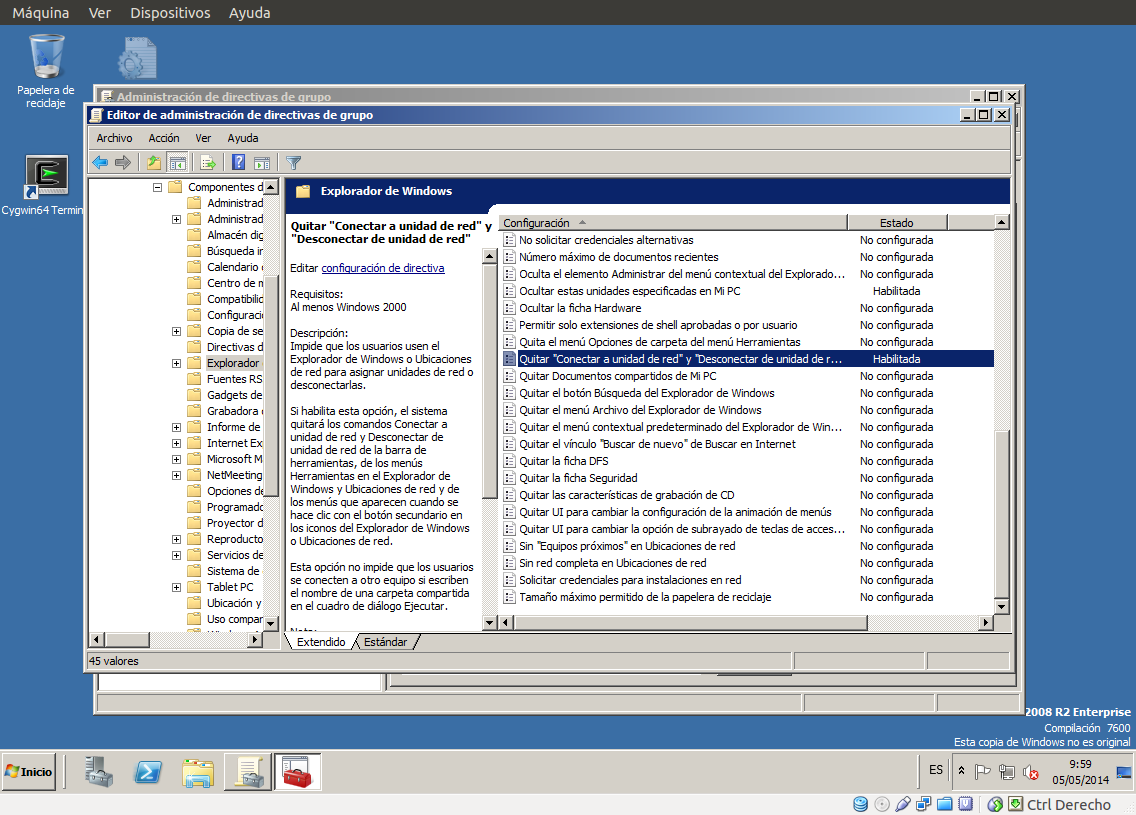 Máquina Ver Dispositivos Ayuda
Papelera de
reciclaje
Cygwin64 Termin
Administración de directivas de grupo
Editor de administración de directivas de grupo
Archivo Acción Ver Ayuda
Componentes d
Administrad
Administrad
Almacén dig
Búsqueda in
Calendario
Centro de m
Compatibilid
Configuraci
Copia de se
Directivas d
Explorador
Fuentes RS
Gadgets de
Grabadora
Informe de
Internet Ex
Microsoft M
NetMeeting
Opciones de
Programado
Proyector d
Reproducto
Servicios de
Sistema de
Tablet PC
Ubicación y
Uso compar
Explorador de Windows
Quitar "Conectar a unidad de red" y
"Desconectar de unidad de red"
Editar configuración de directiva
Requisitos:
Al menos Windows 2000
Descripción:
Impide que los usuarios usen el
Explorador de Windows o Ubicaciones
de red para asignar unidades de red o
desconectarlas.
Si habilita esta opción, el sistema
quitará los comandos Conectar a
unidad de red y Desconectar de
unidad de red de la barra de
herramientas, de los menús
Herramientas en el Explorador de
Windows y Ubicaciones de red y de
los menús que aparecen cuando se
hace clic con el botón secundario en
los iconos del Explorador de Windows
o Ubicaciones de red.
Esta opción no impide que los usuarios
se conecten a otro equipo si escriben
el nombre de una carpeta compartida
en el cuadro de diálogo Ejecutar.
Configuración Estado
No solicitar credenciales alternativas No configurada
Número máximo de documentos recientes No configurada
Oculta el elemento Administrar del menú contextual del Explorado... No configurada
Ocultar estas unidades especificadas en Mi PC Habilitada
Ocultar la ficha Hardware No configurada
Permitir solo extensiones de shell aprobadas o por usuario No configurada
Quita el menú Opciones de carpeta del menú Herramientas No configurada
Quitar "Conectar a unidad de red" y "Desconectar de unidad de r... Habilitada
Quitar Documentos compartidos de Mi PC No configurada
Quitar el botón Búsqueda del Explorador de Windows No configurada
Quitar el menú Archivo del Explorador de Windows No configurada
Quitar el menú contextual predeterminado del Explorador de Win... No configurada
Quitar el vínculo "Buscar de nuevo" de Buscar en Internet No configurada
Quitar la ficha DFS No configurada
Quitar la ficha Seguridad No configurada
Quitar las características de grabación de CD No configurada
Quitar UI para cambiar la configuración de la animación de menús No configurada
Quitar UI para cambiar la opción de subrayado de teclas de acces... No configurada
Sin "Equipos próximos" en Ubicaciones de red No configurada
Sin red completa en Ubicaciones de red No configurada
Solicitar credenciales para instalaciones en red No configurada
Tamaño máximo permitido de la papelera de reciclaje No configurada
Extendido Estándar
45 valores
2008 R2 Enterprise
Compilación 7600
Esta copia de Windows no es original
Inicio
ES
9:59
05/05/2014
Ctrl Derecho